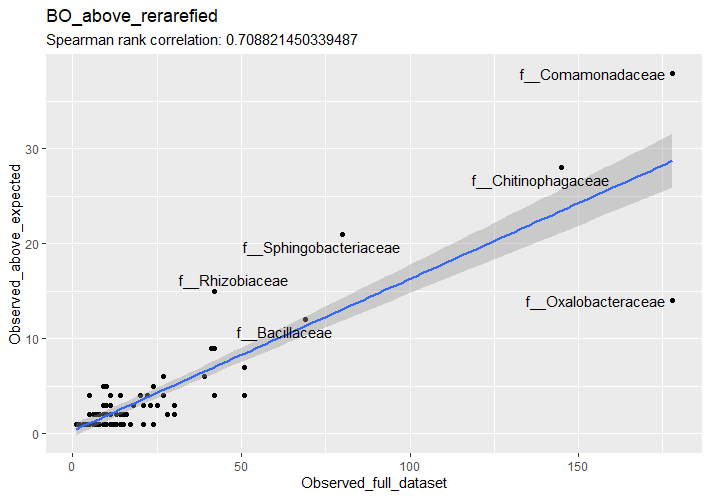 BO_above_rerarefied
Spearman rank correlation: 0.708821450339487
f__Comamonadaceae
30
f__Chitinophagaceae
20
f__Sphingobacteriaceae
f__Rhizobiaceae
f__Oxalobacteraceae
10
f__Bacillaceae
0
Observed_above_expected
0
50
100
150
Observed_full_dataset